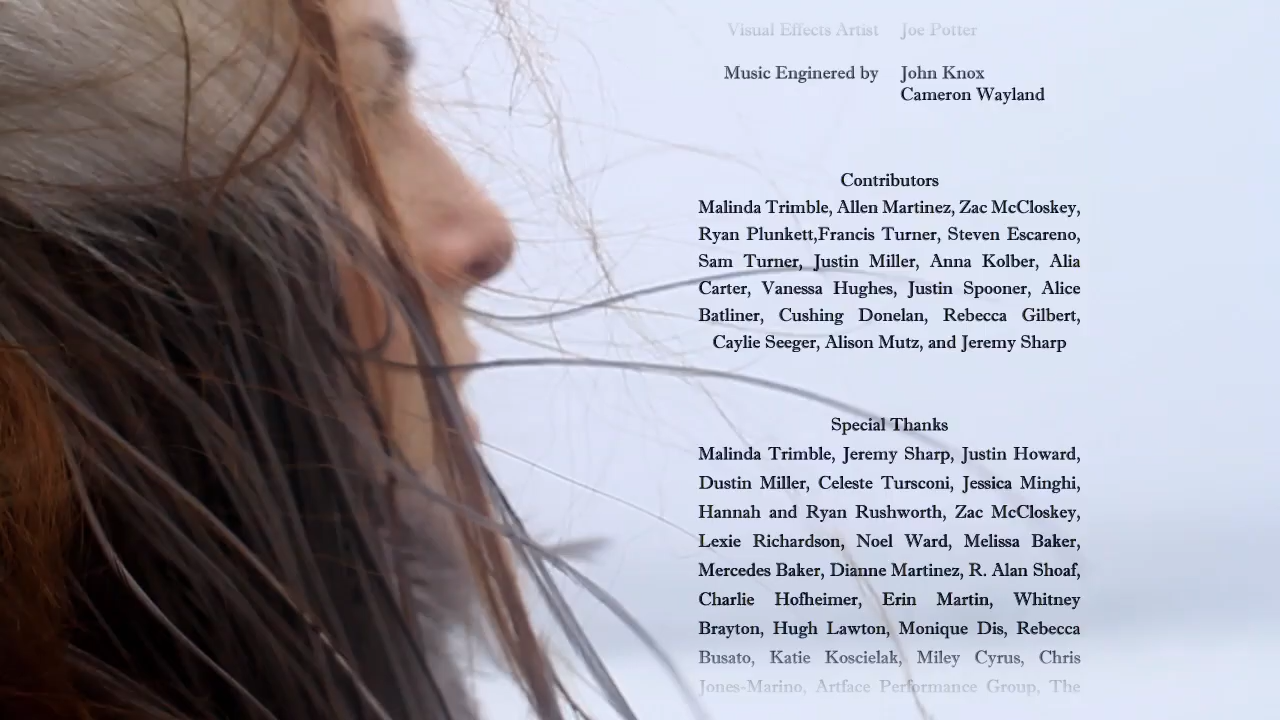 Visual Effects Artist Joe Potter
Music Enginered by John Knox
Cameron Wayland
Contributors
Malinda Trimble, Allen Martinez, Zac McCloskey,
Ryan Plunkett,Francis Turner, Steven Escareno,
Sam Turner, Justin Miller, Anna Kolber, Alia
Carter, Vanessa Hughes, Justin Spooner, Alice
Batliner, Cushing Donelan, Rebecca Gilbert,
Caylie Seeger, Alison Mutz, and Jeremy Sharp
Special Thanks
Malinda Trimble, Jeremy Sharp, Justin Howard,
Dustin Miller, Celeste Tursconi, Jessica Minghi,
Hannah and Ryan Rushworth, Zac McCloskey,
Lexie Richardson, Noel Ward, Melissa Baker,
Mercedes Baker, Dianne Martinez, R. Alan Shoaf,
Charlie Hofheimer, Erin Martin, Whitney
Brayton, Hugh Lawton, Monique Dis, Rebecca
Busato, Katie Koscielak, Miley Cyrus, Chris
Jones-Marino, Artface Performance Group, The